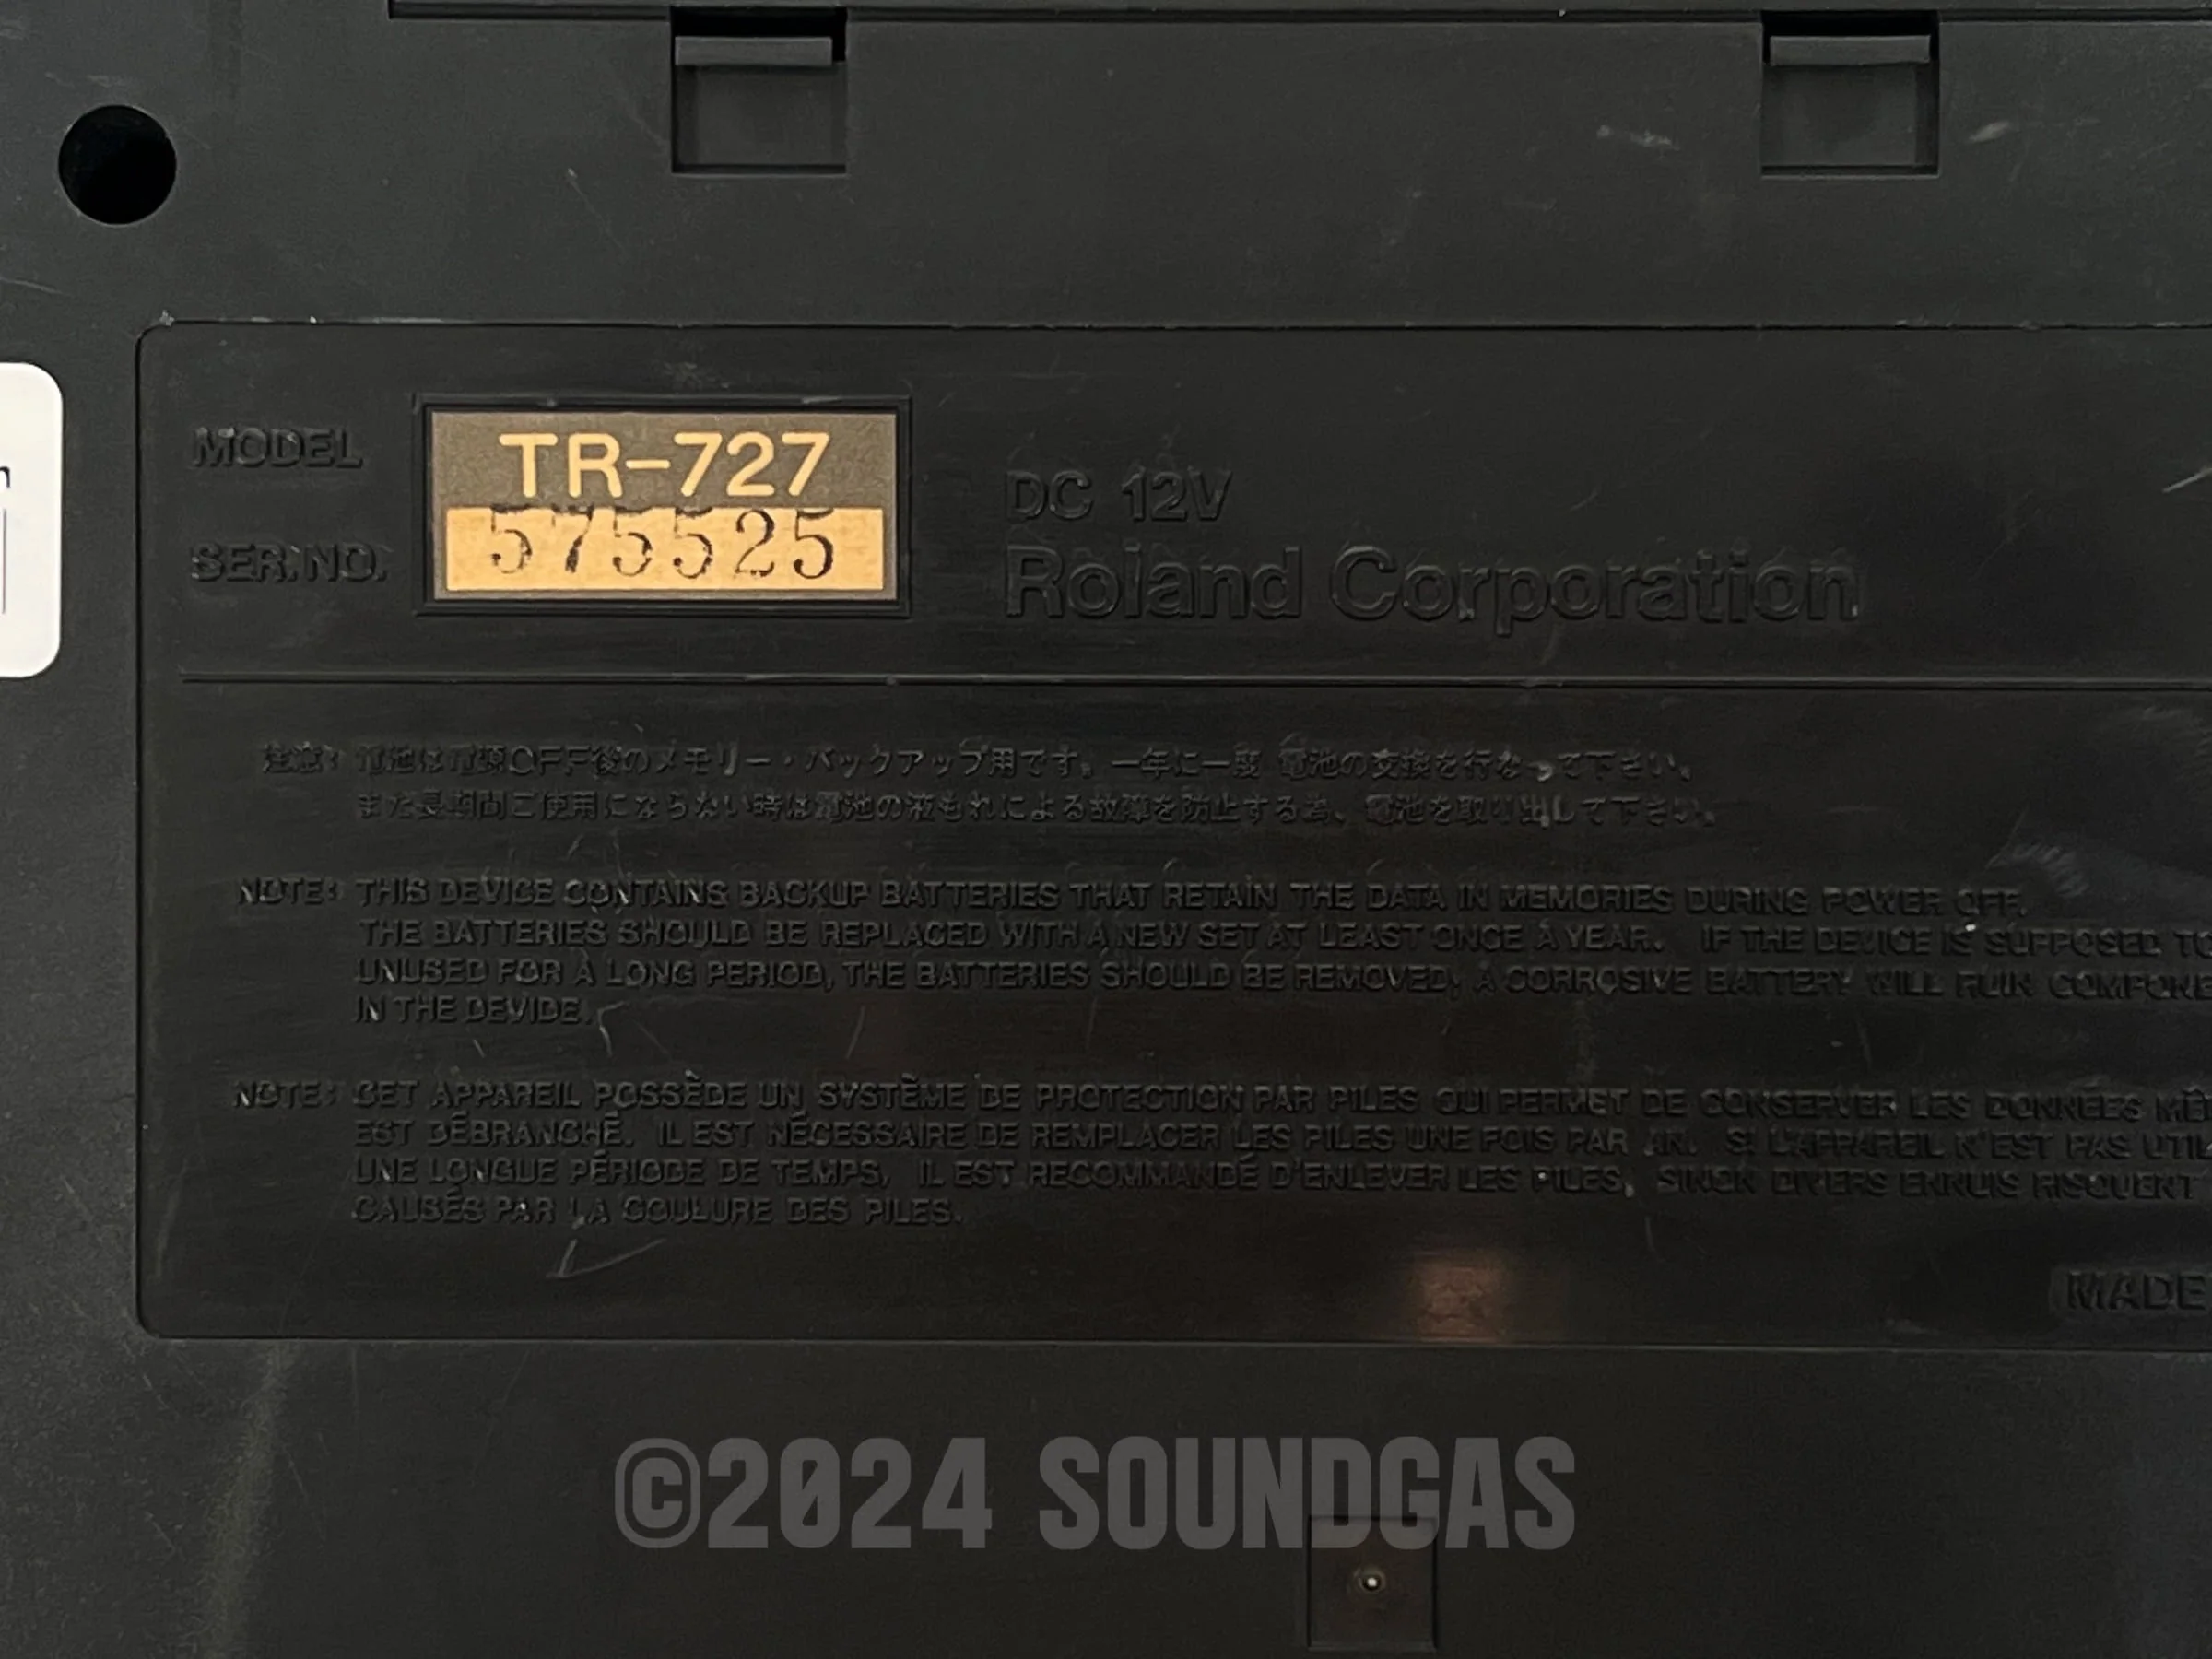 MODEL TR-727
SER.NO. 575525
DC 12V
Roland Corporation
注意: 電池は電源OFF後のメモリー・バックアップ用です。一年に一度 電池の交換を行なって下さい。
また長期間ご使用にならない時は電池の液もれによる故障を防止する為、電池を取り出して下さい。
NOTE: THIS DEVICE CONTAINS BACKUP BATTERIES THAT RETAIN THE DATA IN MEMORIES DURING POWER OFF.
THE BATTERIES SHOULD BE REPLACED WITH A NEW SET AT LEAST ONCE A YEAR. IF THE DEVICE IS SUPPOSED TO
UNUSED FOR A LONG PERIOD, THE BATTERIES SHOULD BE REMOVED, A CORROSIVE BATTERY WILL RUIN COMPONE
IN THE DEVIDE.
NOTE: CET APPAREIL POSSÈDE UN SYSTÈME DE PROTECTION PAR PILES QUI PERMET DE CONSERVER LES DONNÉES MÊ
EST DÉBRANCHÉ. IL EST NÉCESSAIRE DE REMPLACER LES PILES UNE FOIS PAR AN. SI L'APPAREIL N'EST PAS UTIL
UNE LONGUE PÉRIODE DE TEMPS, IL EST RECOMMANDÉ D'ENLEVER LES PILES, SINON DIVERS ENNUIS RISQUENT
CAUSÉS PAR LA COULURE DES PILES.
MADE
©2024 SOUNDGAS